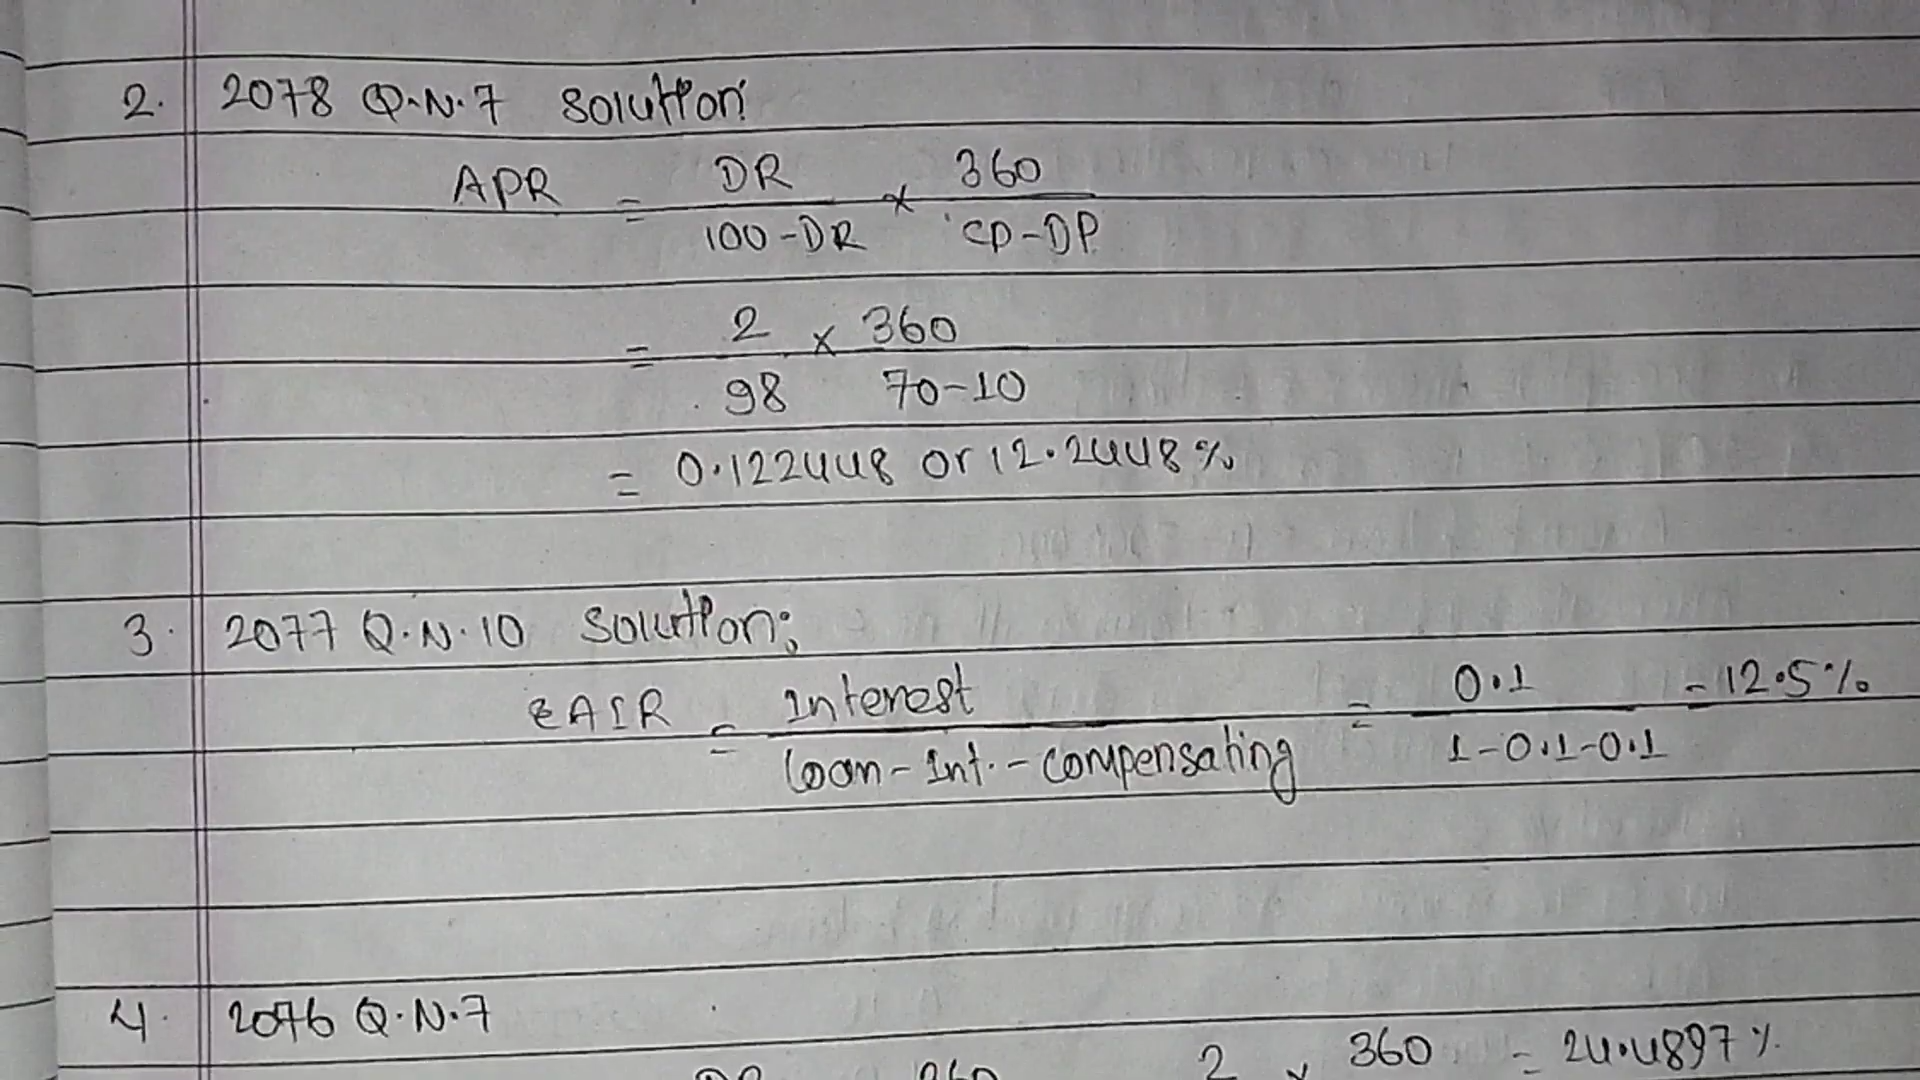 2. 2078 Q.N.7 Solution:
APR = DR / 100-DR × 360 / CP-DP
= 2 / 98 × 360 / 70-10
= 0.122448 or 12.2448%
3. 2077 Q.N.10 Solution;
EAIR = Interest / Loan-Int.-Compensating = 0.1 / 1-0.1-0.1 = 12.5%
4. 2076 Q.N.7
2 × 360 = 24.4897%